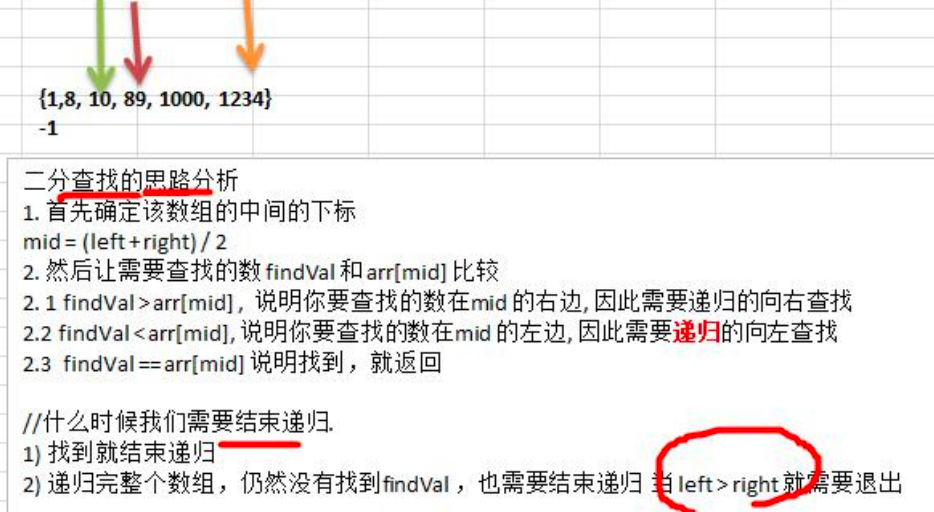 {1,8, 10, 89, 1000, 1234}
-1
二分查找的思路分析
1. 首先确定该数组的中间的下标
mid = (left + right) / 2
2. 然后让需要查找的数 findVal 和 arr[mid] 比较
2. 1 findVal > arr[mid] , 说明你要查找的数在mid 的右边, 因此需要递归的向右查找
2.2 findVal < arr[mid], 说明你要查找的数在mid 的左边, 因此需要递归的向左查找
2.3 findVal == arr[mid] 说明找到，就返回
//什么时候我们需要结束递归.
1) 找到就结束递归
2) 递归完整个数组，仍然没有找到findVal ，也需要结束递归 当 left > right 就需要退出